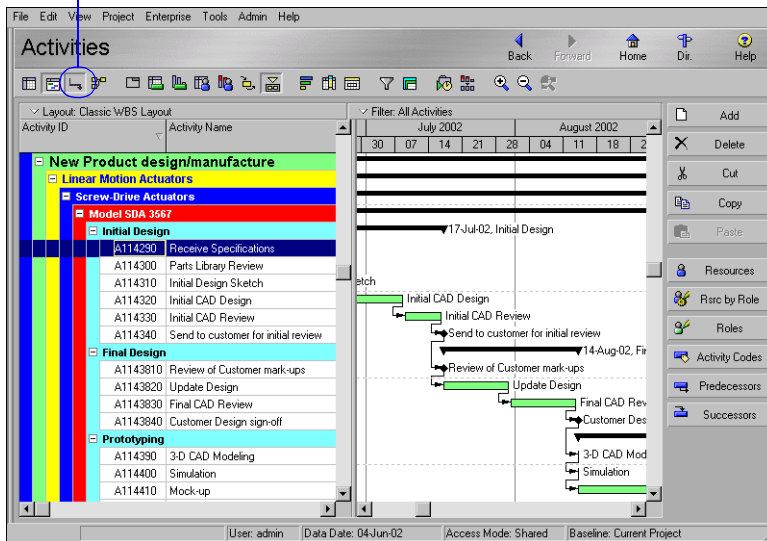 File Edit View Project Enterprise Tools Admin Help
Activities
Back Forward Home Dir. Help
Layout: Classic WBS Layout
Filter: All Activities
Activity ID Activity Name
July 2002 August 2002
30 07 14 21 28 04 11 18 2
New Product design/manufacture
Linear Motion Actuators
Screw-Drive Actuators
Model SDA 3567
Initial Design
17-Jul-02, Initial Design
A114290 Receive Specifications
A114300 Parts Library Review
A114310 Initial Design Sketch
etch
A114320 Initial CAD Design
Initial CAD Design
A114330 Initial CAD Review
Initial CAD Review
A114340 Send to customer for initial review
Send to customer for initial review
Final Design
14-Aug-02, Fir
A1143810 Review of Customer mark-ups
Review of Customer mark-ups
A1143820 Update Design
Update Design
A1143830 Final CAD Review
Final CAD Rev
A1143840 Customer Design sign-off
Customer Des
Prototyping
A114390 3-D CAD Modeling
3-D CAD Mod
A114400 Simulation
Simulation
A114410 Mock-up
Add
Delete
Cut
Copy
Paste
Resources
Rsrc by Role
Roles
Activity Codes
Predecessors
Successors
User: admin Data Date: 04-Jun-02 Access Mode: Shared Baseline: Current Project